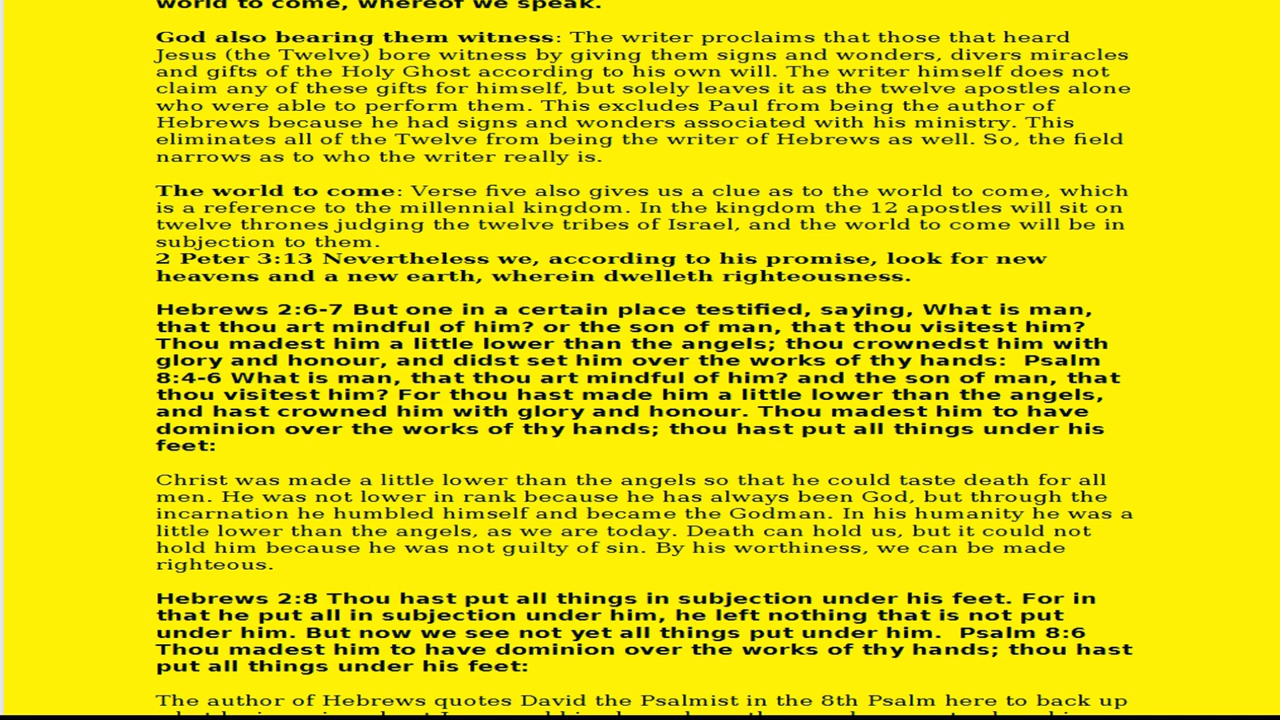 world to come, whereof we speak.
God also bearing them witness: The writer proclaims that those that heard
Jesus (the Twelve) bore witness by giving them signs and wonders, divers miracles
and gifts of the Holy Ghost according to his own will. The writer himself does not
claim any of these gifts for himself, but solely leaves it as the twelve apostles alone
who were able to perform them. This excludes Paul from being the author of
Hebrews because he had signs and wonders associated with his ministry. This
eliminates all of the Twelve from being the writer of Hebrews as well. So, the field
narrows as to who the writer really is.
The world to come: Verse five also gives us a clue as to the world to come, which
is a reference to the millennial kingdom. In the kingdom the 12 apostles will sit on
twelve thrones judging the twelve tribes of Israel, and the world to come will be in
subjection to them.
2 Peter 3:13 Nevertheless we, according to his promise, look for new
heavens and a new earth, wherein dwelleth righteousness.
Hebrews 2:6-7 But one in a certain place testified, saying, What is man,
that thou art mindful of him? or the son of man, that thou visitest him?
Thou madest him a little lower than the angels; thou crownedst him with
glory and honour, and didst set him over the works of thy hands:  Psalm
8:4-6 What is man, that thou art mindful of him? and the son of man, that
thou visitest him? For thou hast made him a little lower than the angels,
and hast crowned him with glory and honour. Thou madest him to have
dominion over the works of thy hands; thou hast put all things under his
feet:
Christ was made a little lower than the angels so that he could taste death for all
men. He was not lower in rank because he has always been God, but through the
incarnation he humbled himself and became the Godman. In his humanity he was a
little lower than the angels, as we are today. Death can hold us, but it could not
hold him because he was not guilty of sin. By his worthiness, we can be made
righteous.
Hebrews 2:8 Thou hast put all things in subjection under his feet. For in
that he put all in subjection under him, he left nothing that is not put
under him. But now we see not yet all things put under him.  Psalm 8:6
Thou madest him to have dominion over the works of thy hands; thou hast
put all things under his feet:
The author of Hebrews quotes David the Psalmist in the 8th Psalm here to back up